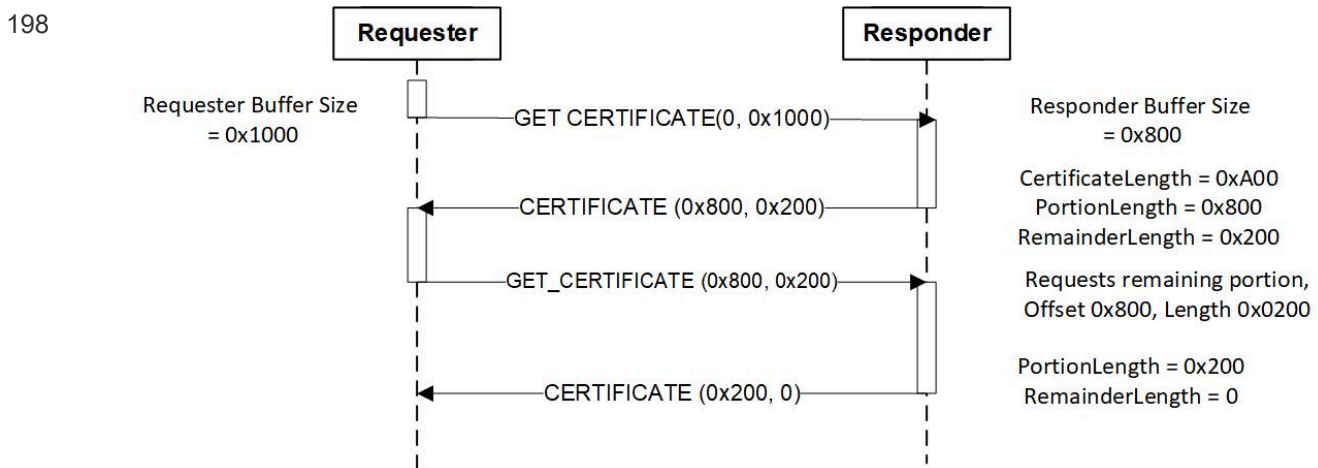 198
Requester
Responder
Requester Buffer Size
= 0x1000
GET CERTIFICATE(0, 0x1000)
Responder Buffer Size
= 0x800
CERTIFICATE (0x800, 0x200)
CertificateLength = 0xA00
PortionLength = 0x800
RemainderLength = 0x200
GET_CERTIFICATE (0x800, 0x200)
Requests remaining portion,
Offset 0x800, Length 0x0200
CERTIFICATE (0x200, 0)
PortionLength = 0x200
RemainderLength = 0